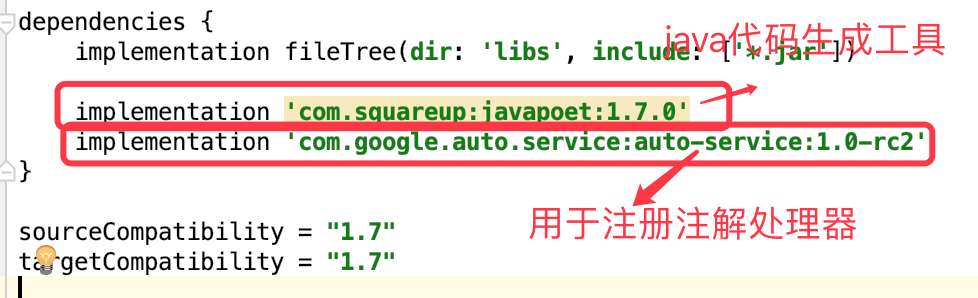 dependencies {
implementation fileTree(dir: 'libs', include: ['*.jar'])
java代码生成工具
implementation 'com.squareup:javapoet:1.7.0'
implementation 'com.google.auto.service:auto-service:1.0-rc2'
}
用于注册注解处理器
sourceCompatibility = "1.7"
targetCompatibility = "1.7"